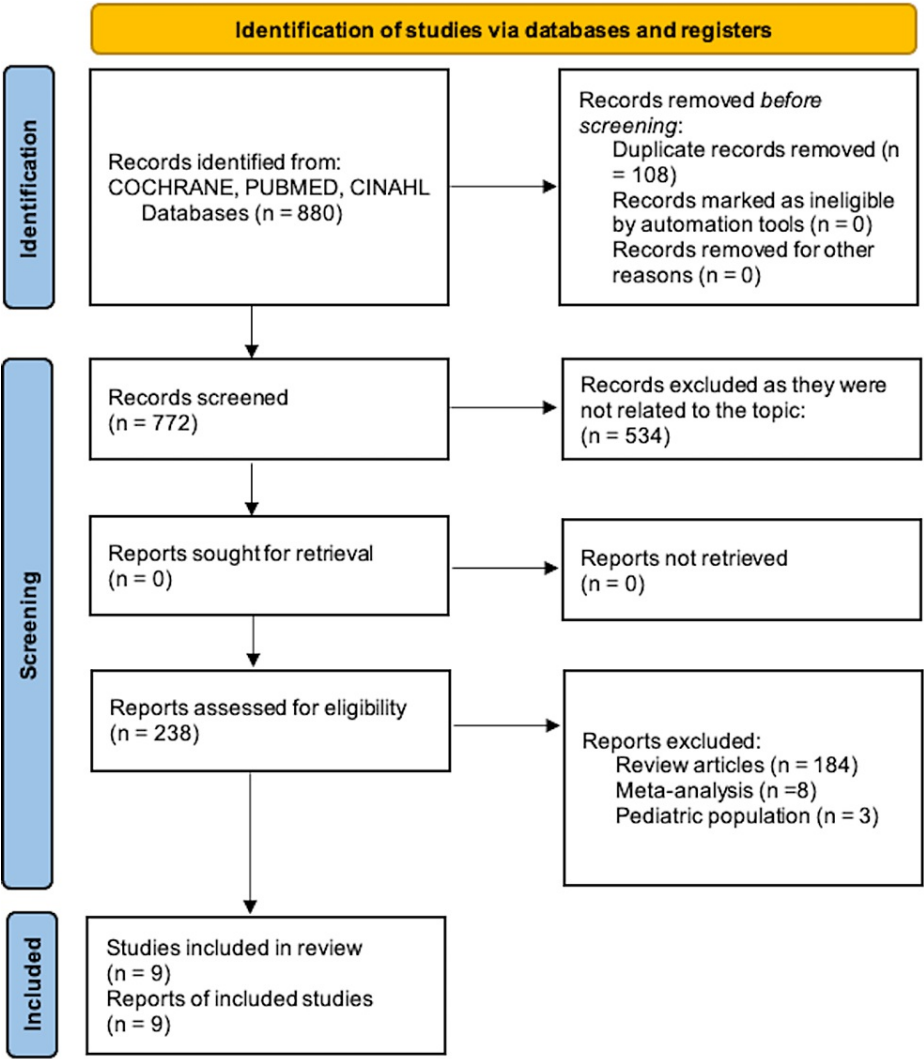 Identification of studies via databases and registers
Identification
Records identified from:
COCHRANE, PUBMED, CINAHL
Databases (n = 880)
Records removed before
screening:
Duplicate records removed (n
= 108)
Records marked as ineligible
by automation tools (n = 0)
Records removed for other
reasons (n = 0)
Screening
Records screened
(n = 772)
Records excluded as they were
not related to the topic:
(n = 534)
Reports sought for retrieval
(n = 0)
Reports not retrieved
(n = 0)
Reports assessed for eligibility
(n = 238)
Reports excluded:
Review articles (n = 184)
Meta-analysis (n =8)
Pediatric population (n = 3)
Included
Studies included in review
(n = 9)
Reports of included studies
(n = 9)